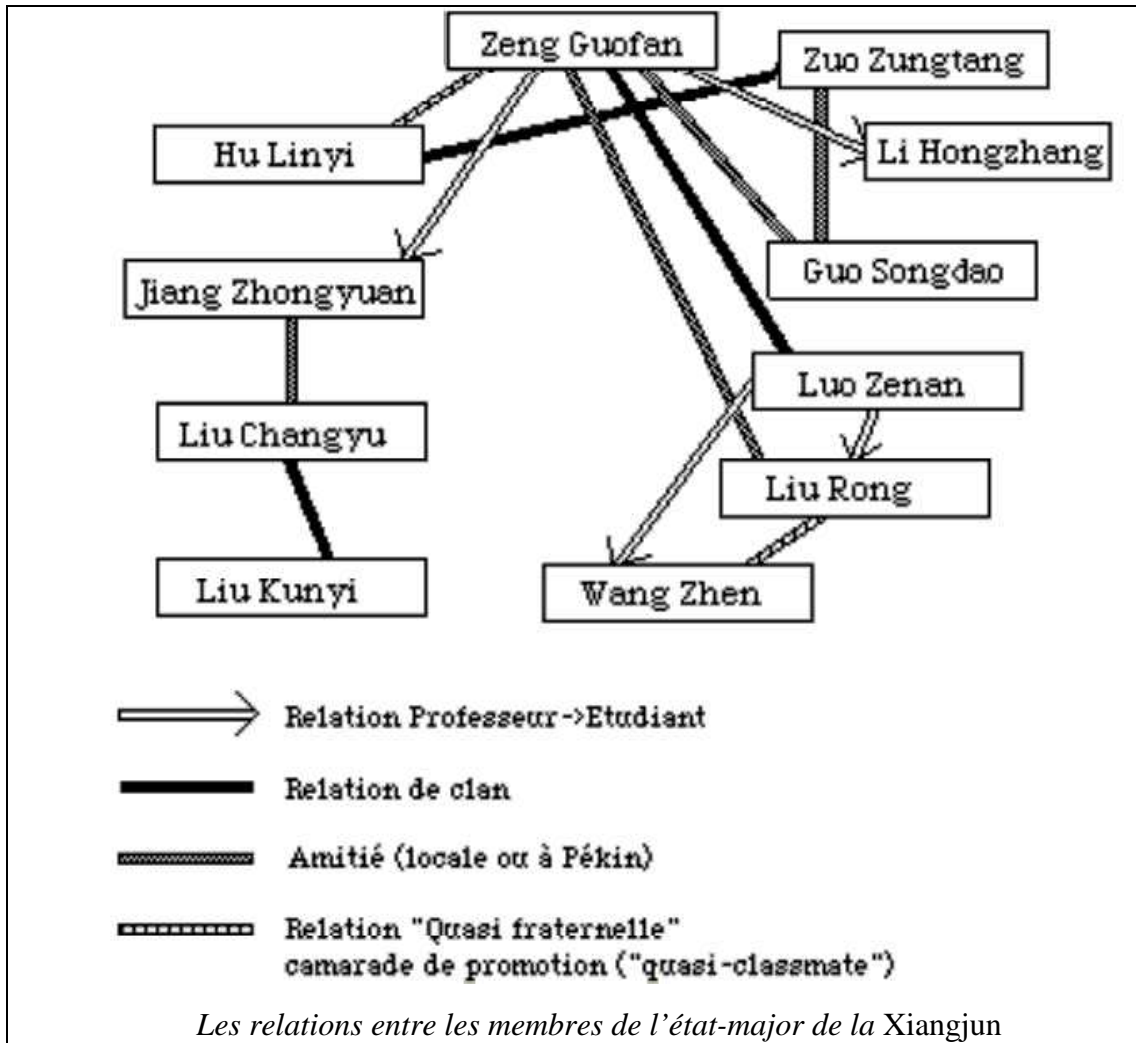 Zeng Guofan
Zuo Zungtang
Hu Linyi
Li Hongzhang
Guo Songdao
Jiang Zhongyuan
Luo Zenan
Liu Changyu
Liu Rong
Liu Kunyi
Wang Zhen
Relation Professeur->Etudiant
Relation de clan
Amitié (locale ou à Pékin)
Relation "Quasi fraternelle"
camarade de promotion ("quasi-classmate")
Les relations entre les membres de l'état-major de la Xiangjun